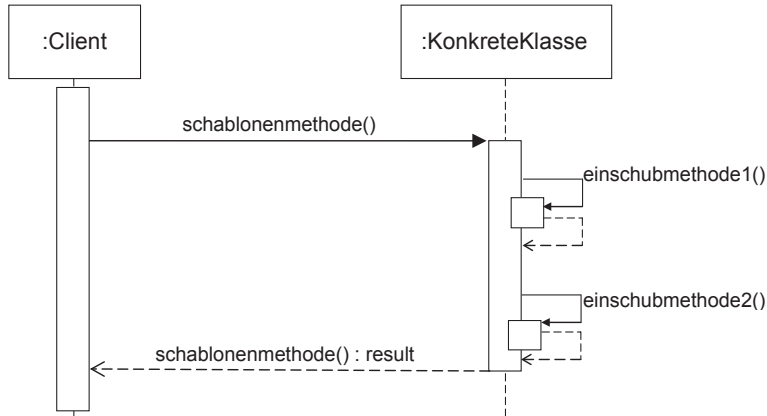 :Client
:KonkreteKlasse
schablonenmethode()
einschubmethode1()
einschubmethode2()
schablonenmethode() : result